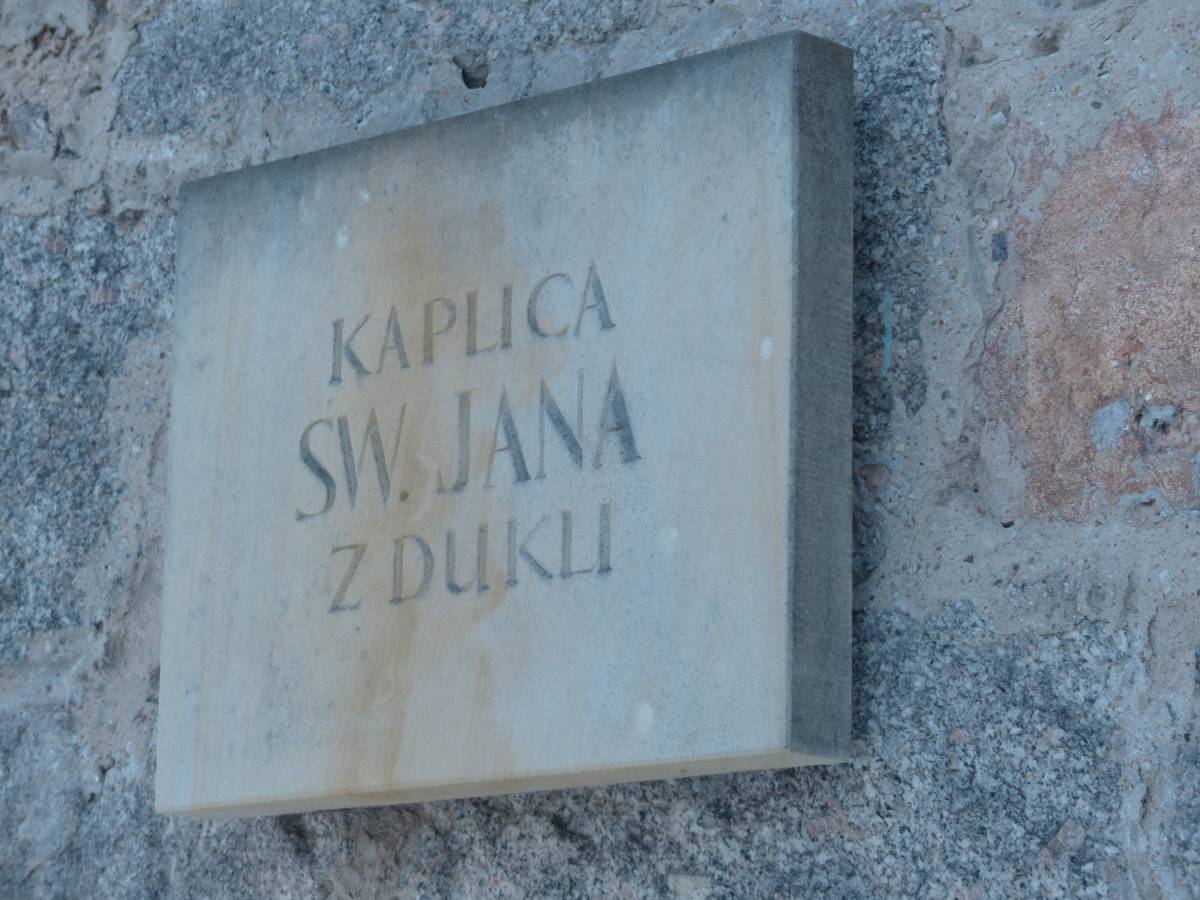 KAPLICA
SW. JANA
Z DUKLI